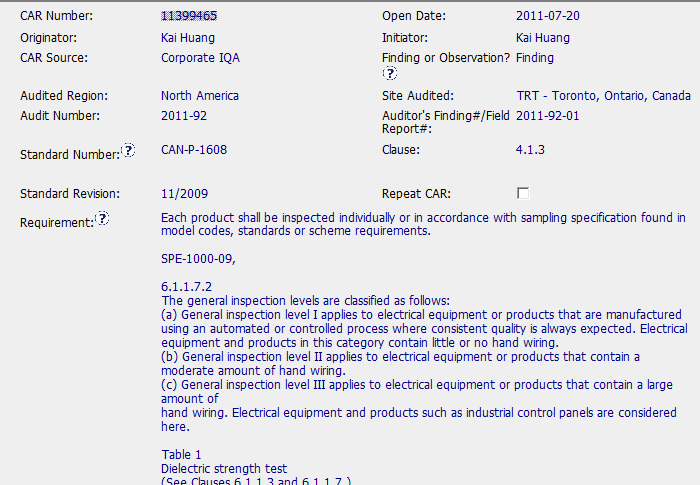 CAR Number: 11399465 Open Date: 2011-07-20
Originator: Kai Huang Initiator: Kai Huang
CAR Source: Corporate IQA Finding or Observation? Finding
?
Audited Region: North America Site Audited: TRT - Toronto, Ontario, Canada
Audit Number: 2011-92 Auditor's Finding#/Field 2011-92-01
Report#:
Standard Number: ? CAN-P-1608 Clause: 4.1.3
Standard Revision: 11/2009 Repeat CAR:
Requirement: ? Each product shall be inspected individually or in accordance with sampling specification found in
model codes, standards or scheme requirements.
SPE-1000-09,
6.1.1.7.2
The general inspection levels are classified as follows:
(a) General inspection level I applies to electrical equipment or products that are manufactured
using an automated or controlled process where consistent quality is always expected. Electrical
equipment and products in this category contain little or no hand wiring.
(b) General inspection level II applies to electrical equipment or products that contain a
moderate amount of hand wiring.
(c) General inspection level III applies to electrical equipment or products that contain a large
amount of
hand wiring. Electrical equipment and products such as industrial control panels are considered
here.
Table 1
Dielectric strength test
(See Clauses 6.1.1.3 and 6.1.1.7.)